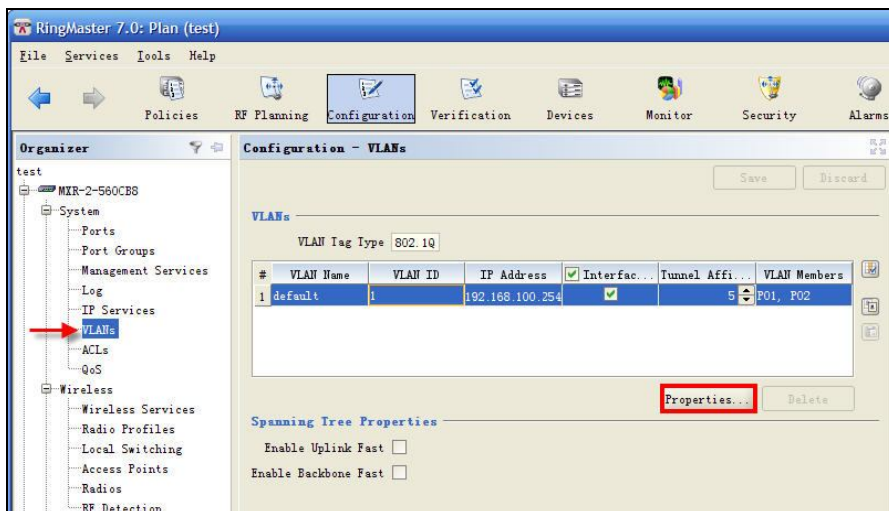 RingMaster 7.0: Plan (test)
File Services Tools Help
Policies RF Planning Configuration Verification Devices Monitor Security Alarms
Organizer
test
MXR-2-560CB8
System
Ports
Port Groups
Management Services
Log
IP Services
VLANs
ACLs
QoS
Wireless
Wireless Services
Radio Profiles
Local Switching
Access Points
Radios
RF Detection
Configuration - VLANs
Save Discard
VLANs
VLAN Tag Type 802.1Q
# VLAN Name VLAN ID IP Address Interfac... Tunnel Affi... VLAN Members
1 default 1 192.168.100.254 5 P01, P02
Properties... Delete
Spanning Tree Properties
Enable Uplink Fast
Enable Backbone Fast